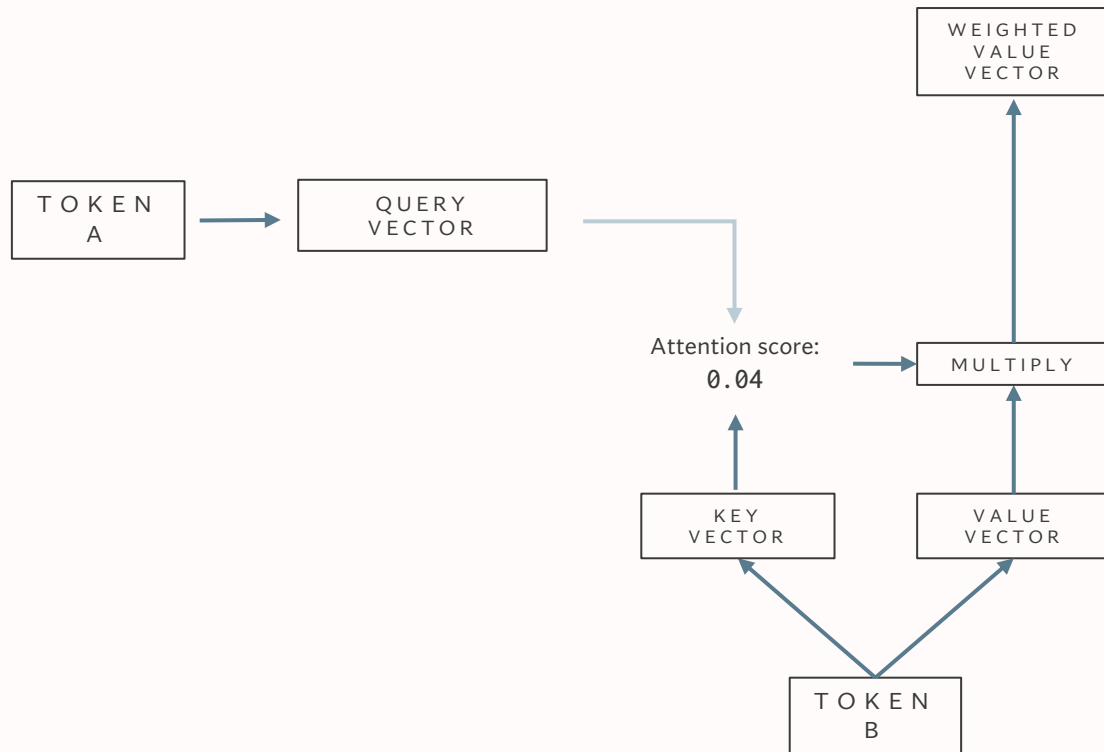 WEIGHTED
VALUE
VECTOR
TOKEN
A
QUERY
VECTOR
Attention score:
0.04
MULTIPLY
KEY
VECTOR
VALUE
VECTOR
TOKEN
B